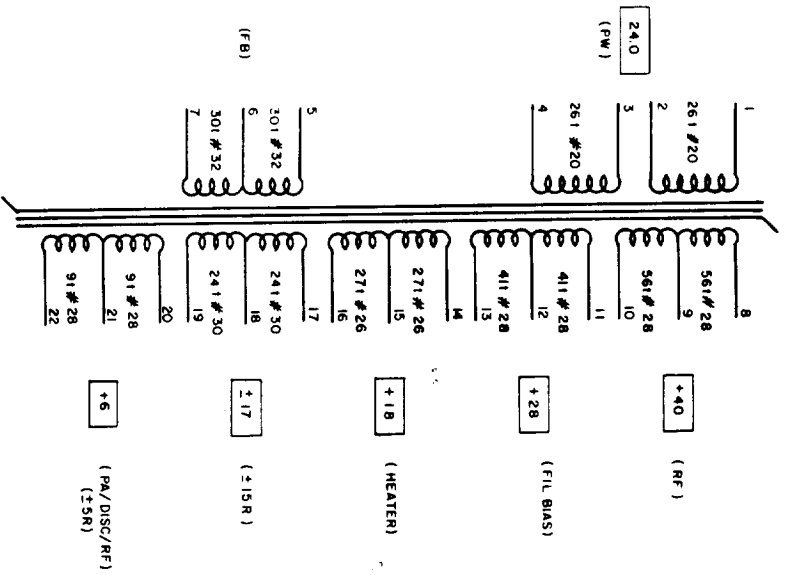 24.0
(PW)
1
26t #20
2
3
26t #20
4
(FB)
5
30t #32
6
30t #32
7
8
56t #28
9
56t #28
10
+40
(RF)
11
41t #28
12
41t #28
13
+28
(FIL BIAS)
14
27t #26
15
27t #26
16
+18
(HEATER)
17
24t #30
18
24t #30
19
±17
(±15R)
20
9t #28
21
9t #28
22
+6
(PA/DISC/RF)
(±5R)